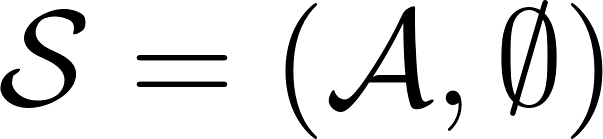 𝒮 = (𝒜, ∅)